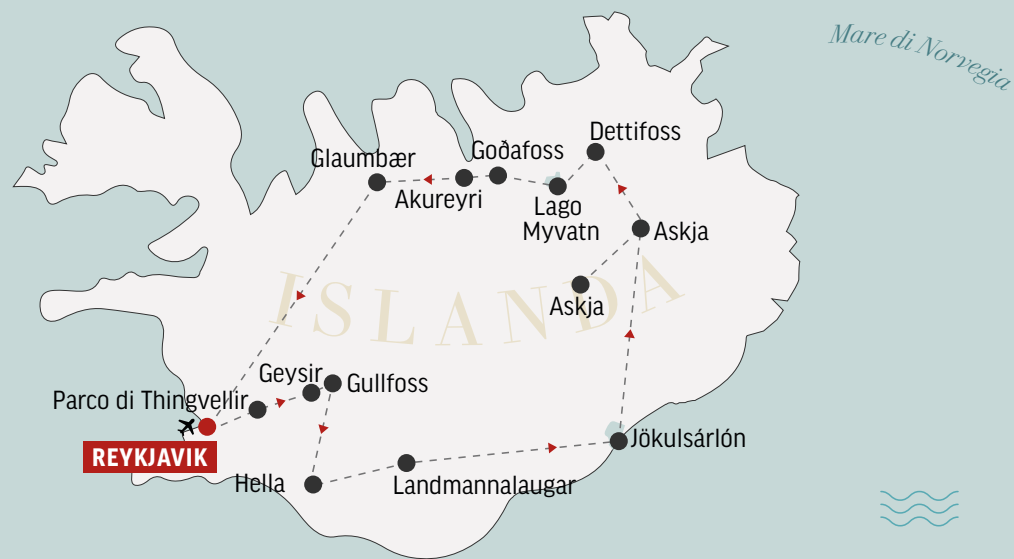 Mare di Norvegia
Dettifoss
Goðafoss
Glaumbær
Akureyri
Lago
Myvatn
Askja
ISLANDA
Askja
Geysir
Gullfoss
Parco di Thingvellir
REYKJAVIK
Jökulsárlón
Hella
Landmannalaugar